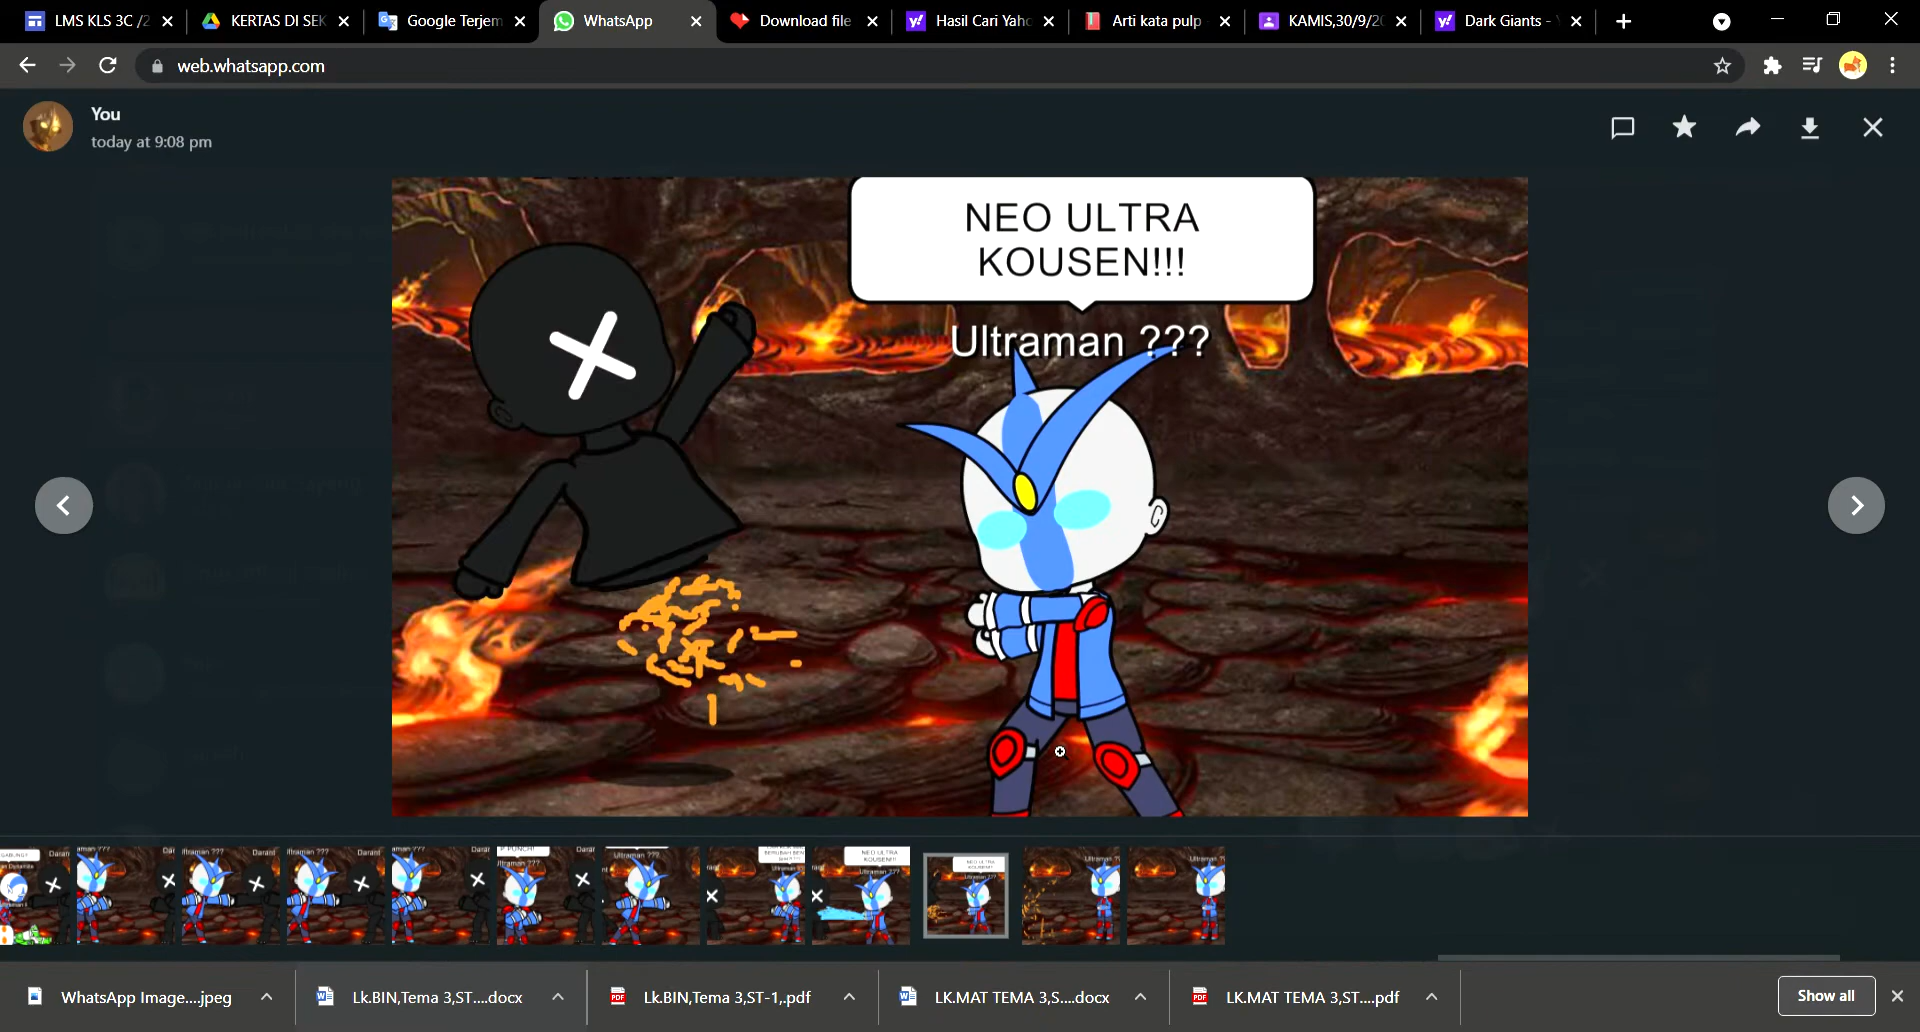 LMS KLS 3C /2
KERTAS DI SEK
Google Terjem
WhatsApp
Download file
Hasil Cari Yaho
Arti kata pulp
KAMIS,30/9/20
Dark Giants -
web.whatsapp.com
You
today at 9:08 pm
NEO ULTRA
KOUSEN!!!
Ultraman ???
WhatsApp Image....jpeg
Lk.BIN,Tema 3,ST....docx
Lk.BIN,Tema 3,ST-1,.pdf
LK.MAT TEMA 3,S....docx
LK.MAT TEMA 3,ST....pdf
Show all